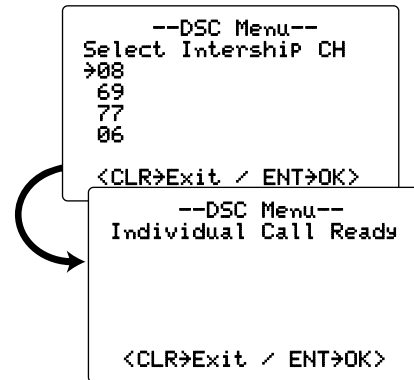 --DSC Menu--
Select Intership CH
→08
69
77
06
<CLR→Exit / ENT→OK>
--DSC Menu--
Individual Call Ready
<CLR→Exit / ENT→OK>